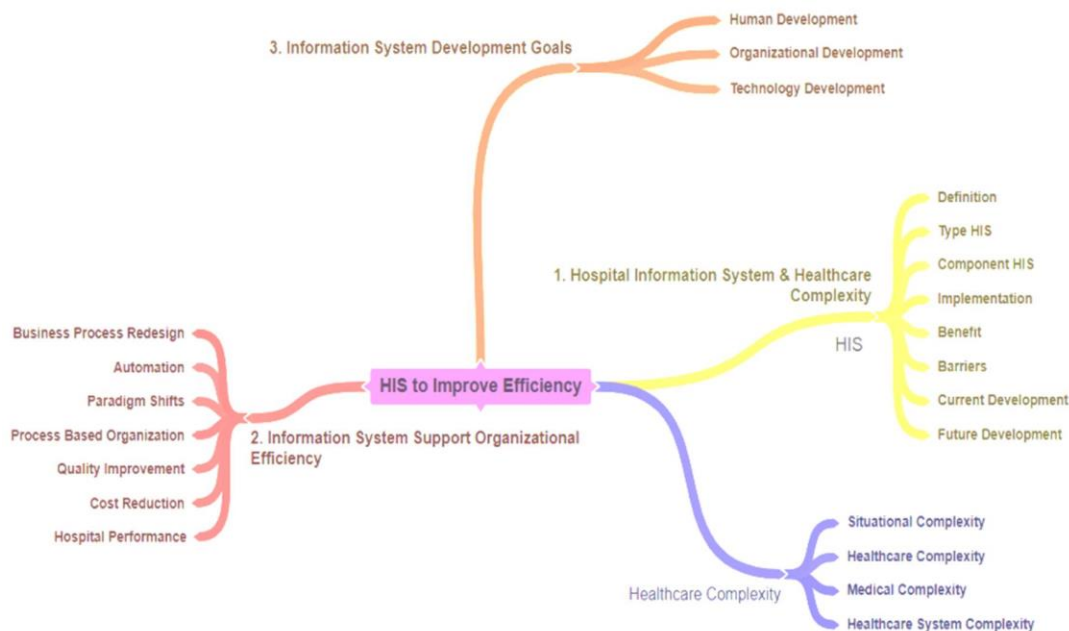 3. Information System Development Goals
Human Development
Organizational Development
Technology Development
1. Hospital Information System & Healthcare
Complexity
HIS
Definition
Type HIS
Component HIS
Implementation
Benefit
Barriers
Current Development
Future Development
HIS to Improve Efficiency
2. Information System Support Organizational
Efficiency
Business Process Redesign
Automation
Paradigm Shifts
Process Based Organization
Quality Improvement
Cost Reduction
Hospital Performance
Healthcare Complexity
Situational Complexity
Healthcare Complexity
Medical Complexity
Healthcare System Complexity